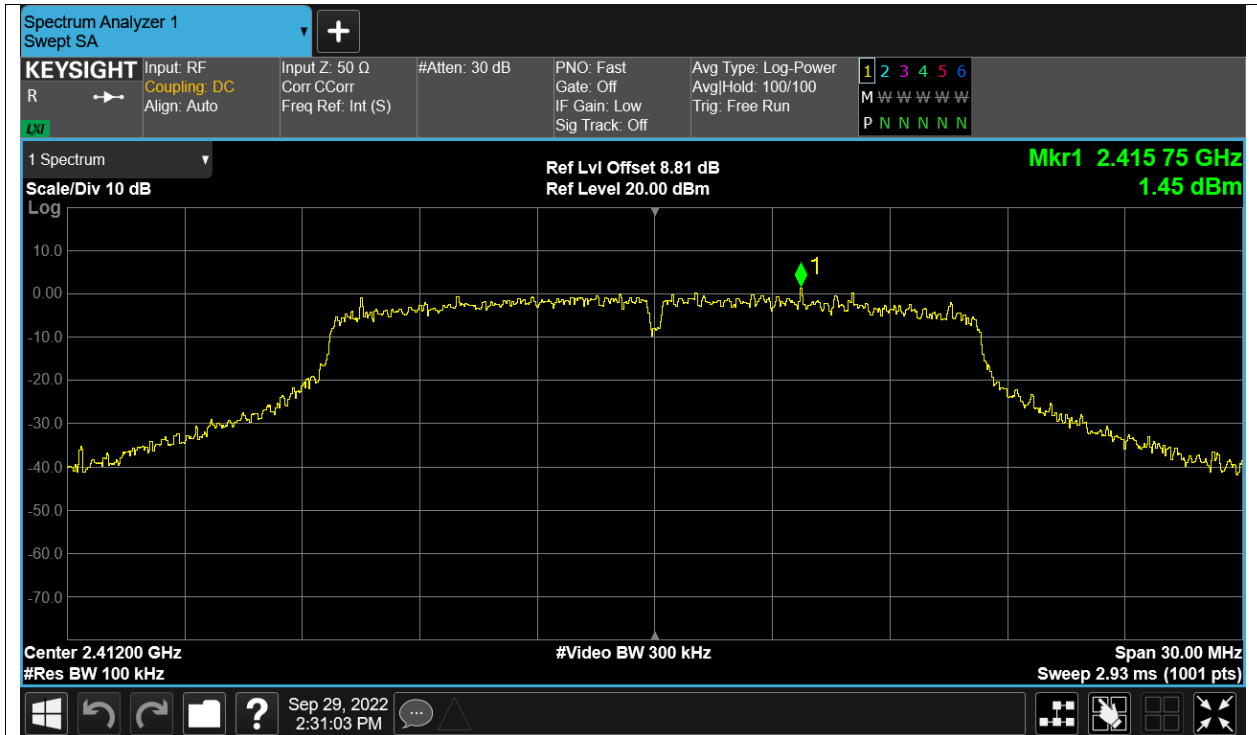 Spectrum Analyzer 1
Swept SA
▼
+
KEYSIGHT
R
LXI
Input: RF
Coupling: DC
Align: Auto
Input Z: 50 Ω
Corr CCorr
Freq Ref: Int (S)
#Atten: 30 dB
PNO: Fast
Gate: Off
IF Gain: Low
Sig Track: Off
Avg Type: Log-Power
Avg|Hold: 100/100
Trig: Free Run
1 2 3 4 5 6
M W W W W W
P N N N N N
1 Spectrum ▼
Scale/Div 10 dB
Log
Ref Lvl Offset 8.81 dB
Ref Level 20.00 dBm
Mkr1 2.415 75 GHz
1.45 dBm
10.0
0.00
-10.0
-20.0
-30.0
-40.0
-50.0
-60.0
-70.0
1
Center 2.41200 GHz
#Res BW 100 kHz
#Video BW 300 kHz
Span 30.00 MHz
Sweep 2.93 ms (1001 pts)
?
Sep 29, 2022
2:31:03 PM